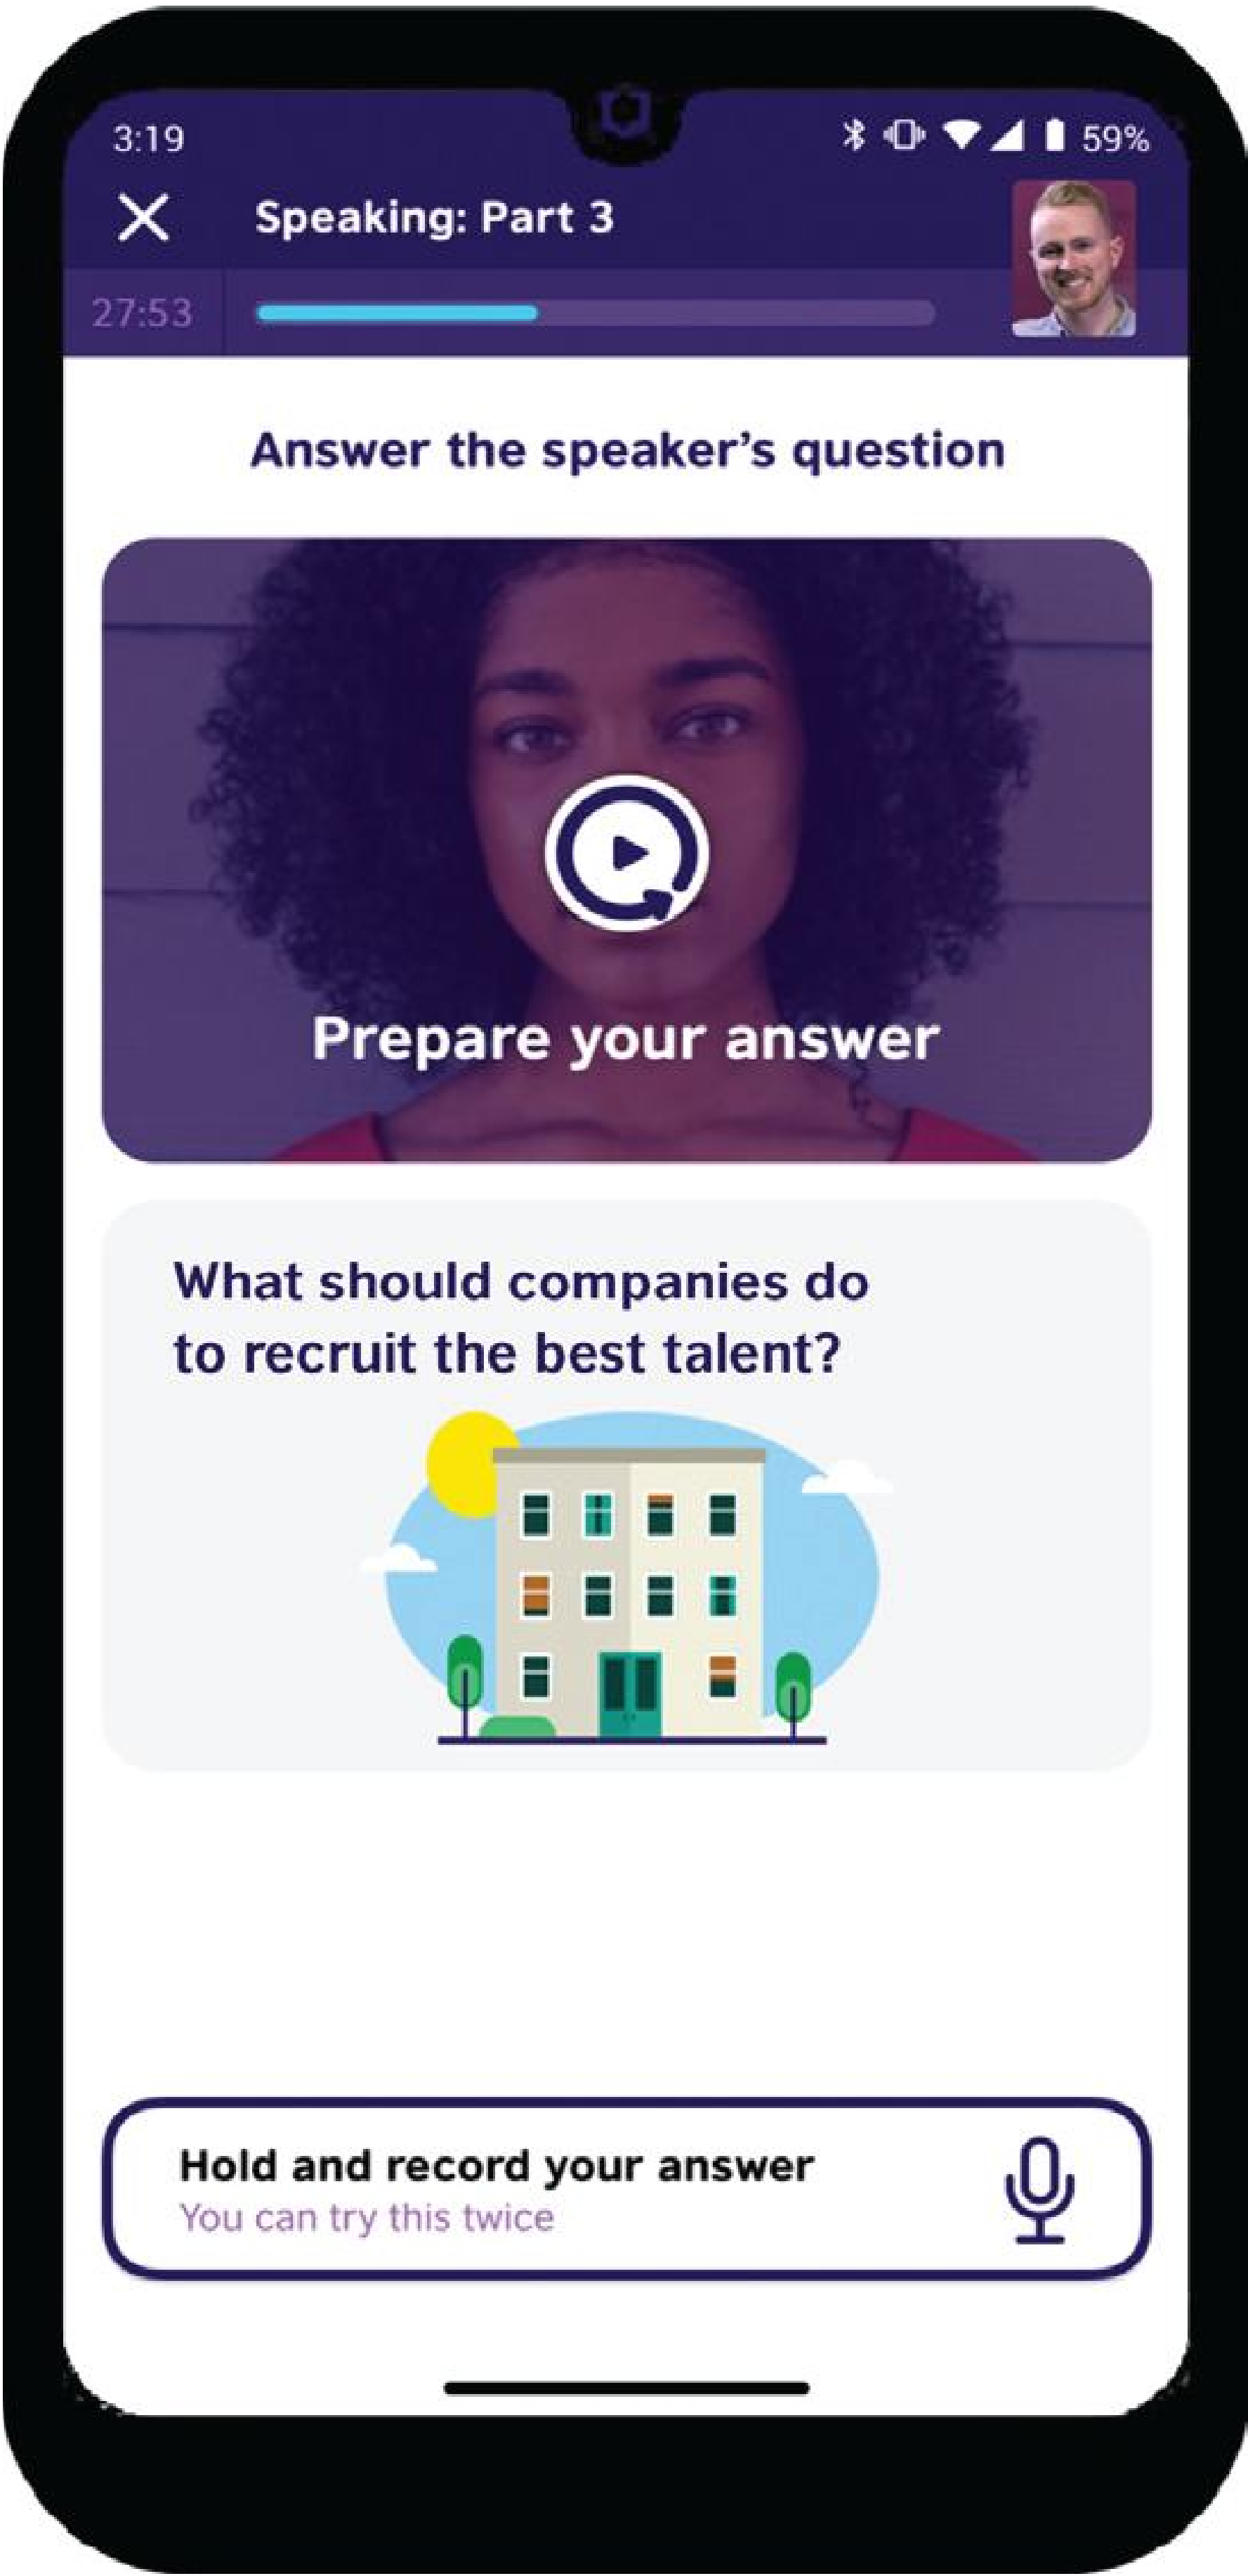 3:19
59%
Speaking: Part 3
27:53
Answer the speaker’s question
Prepare your answer
What should companies do
to recruit the best talent?
Hold and record your answer
You can try this twice